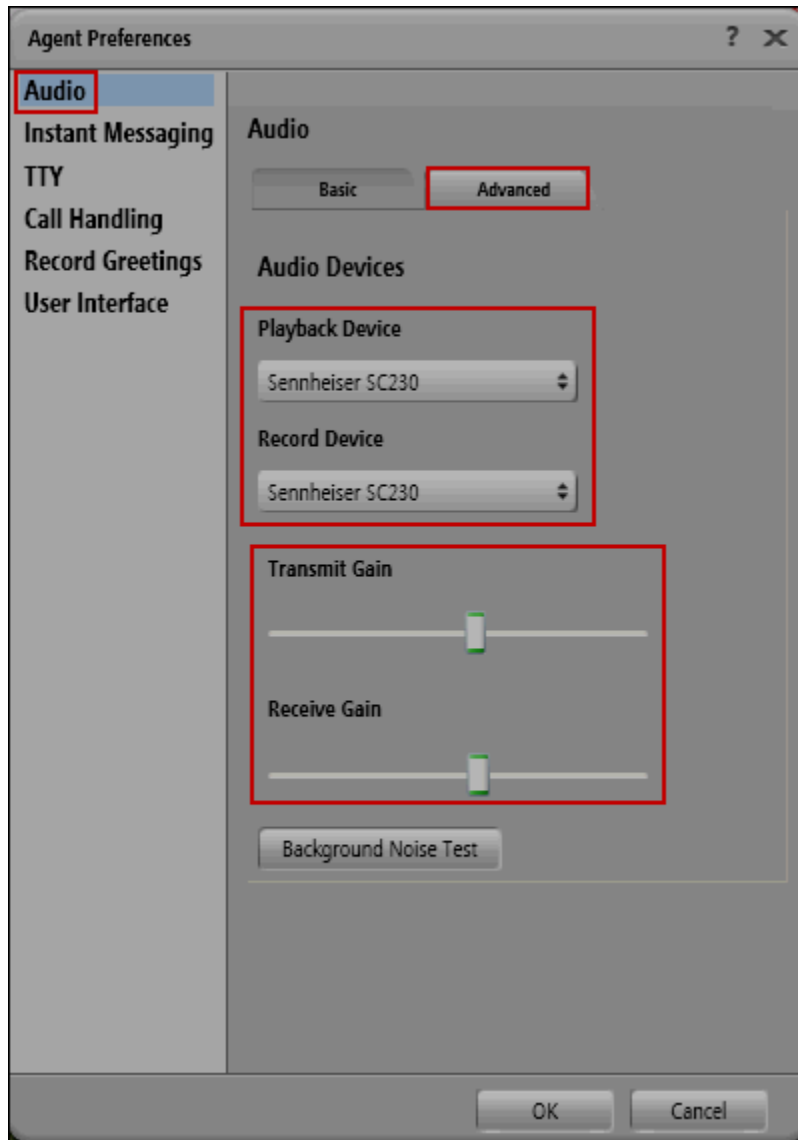 Agent Preferences ? ×
Audio
Instant Messaging
TTY
Call Handling
Record Greetings
User Interface
Audio
Basic Advanced
Audio Devices
Playback Device
Sennheiser SC230
Record Device
Sennheiser SC230
Transmit Gain
Receive Gain
Background Noise Test
OK Cancel